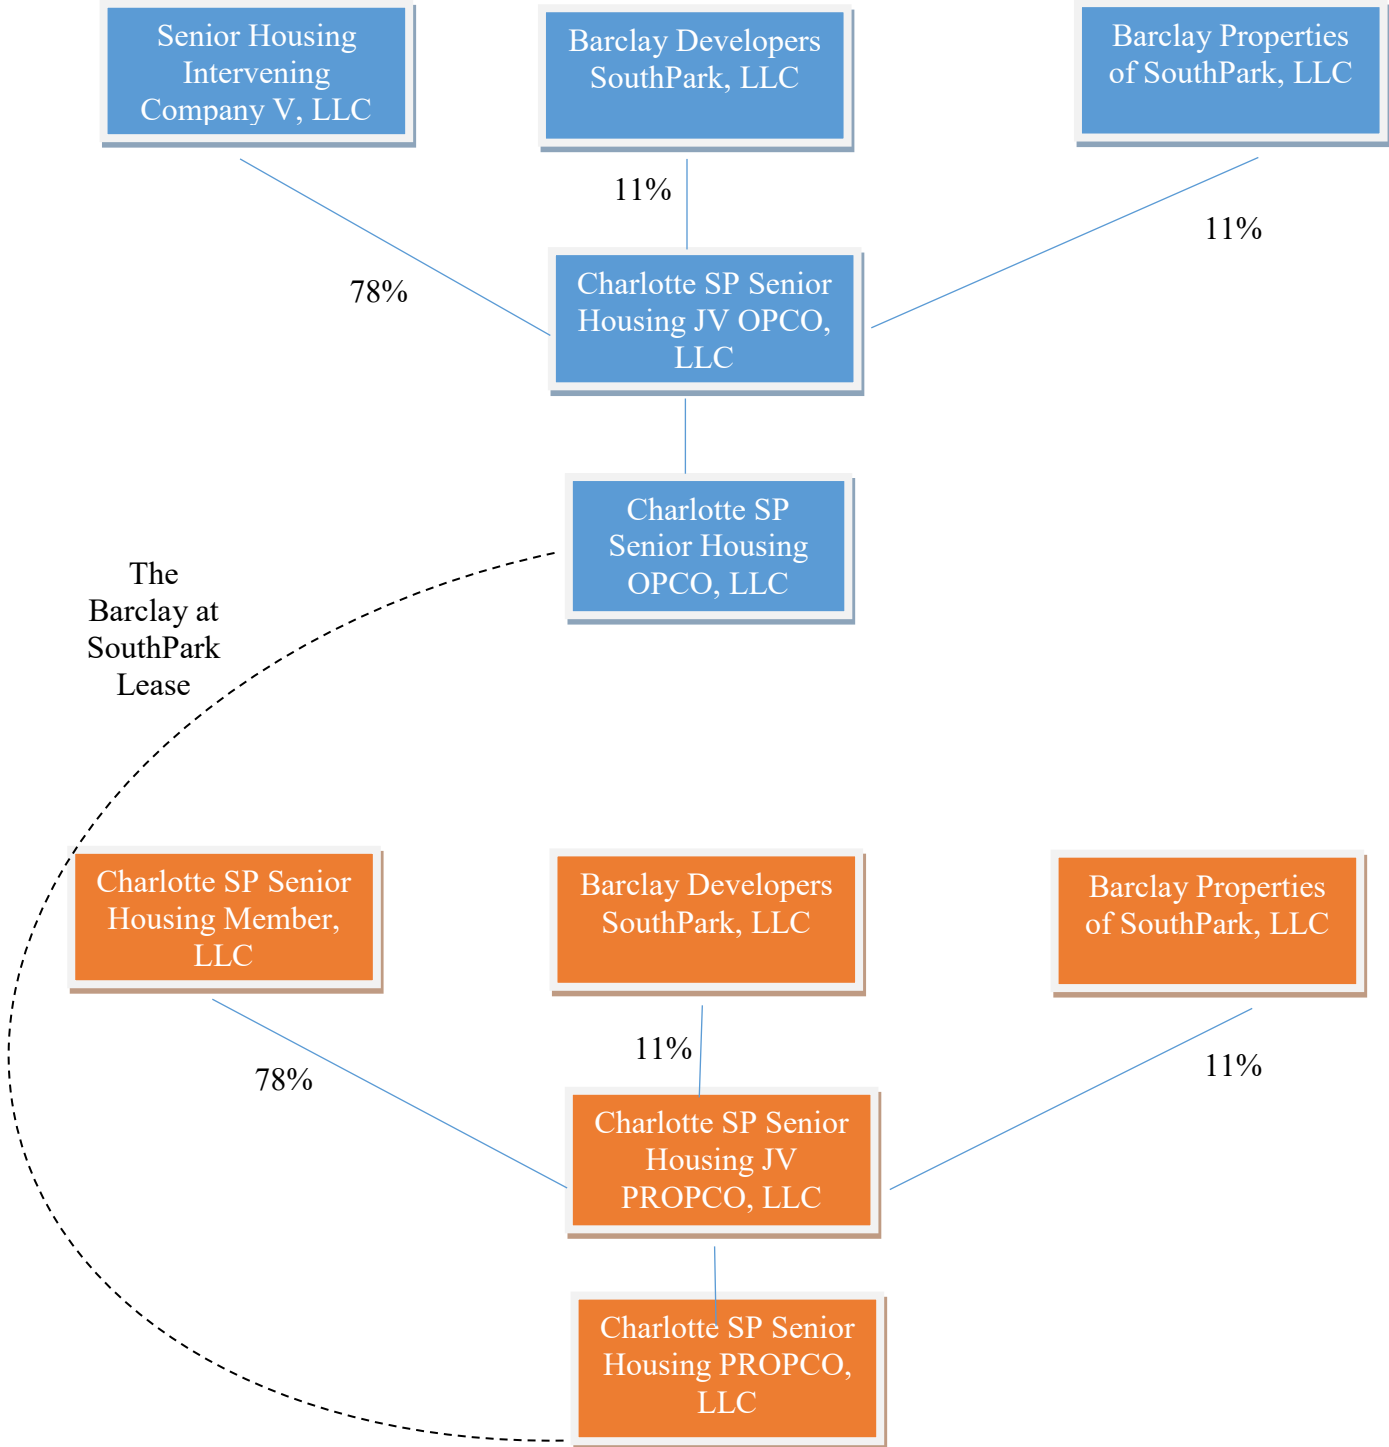 Senior Housing
Intervening
Company V, LLC
Barclay Developers
SouthPark, LLC
Barclay Properties
of SouthPark, LLC
11%
11%
78%
Charlotte SP Senior
Housing JV OPCO,
LLC
Charlotte SP
Senior Housing
OPCO, LLC
The
Barclay at
SouthPark
Lease
Charlotte SP Senior
Housing Member,
LLC
Barclay Developers
SouthPark, LLC
Barclay Properties
of SouthPark, LLC
11%
78%
11%
Charlotte SP Senior
Housing JV
PROPCO, LLC
Charlotte SP Senior
Housing PROPCO,
LLC